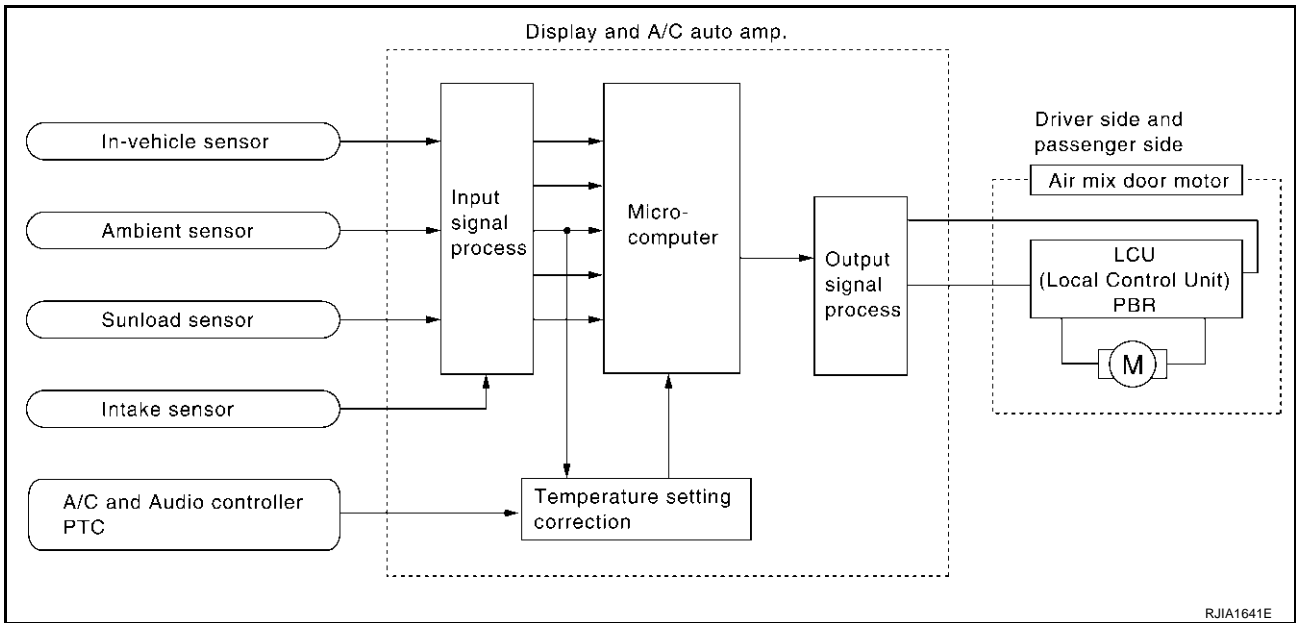 Display and A/C auto amp.
In-vehicle sensor
Ambient sensor
Sunload sensor
Intake sensor
A/C and Audio controller
PTC
Input
signal
process
Micro-
computer
Temperature setting
correction
Output
signal
process
Driver side and
passenger side
Air mix door motor
LCU
(Local Control Unit)
PBR
M
RJIA1641E